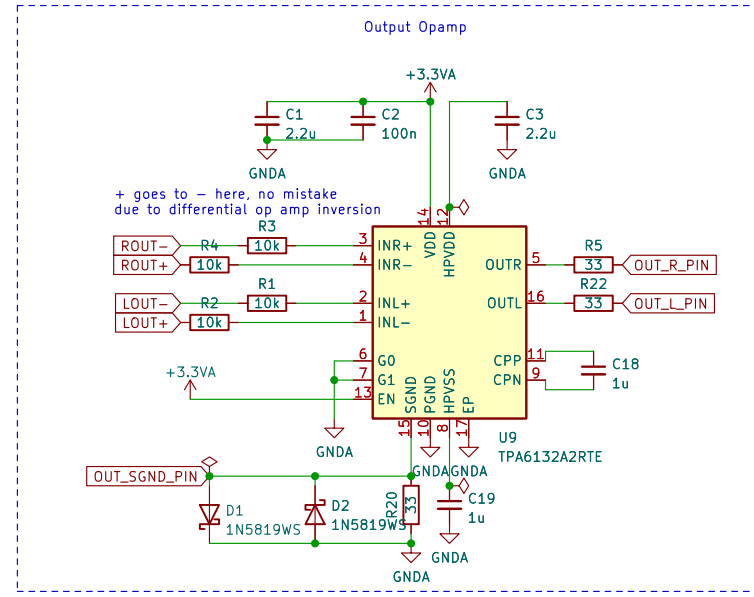 Output Opamp
+3.3VA
C1
2.2u
C2
100n
C3
2.2u
GNDA
GNDA
+ goes to - here, no mistake
due to differential op amp inversion
ROUT-
R3
10k
3
INR+
ROUT+
R4
10k
4
INR-
LOUT-
R1
10k
2
INL+
LOUT+
R2
10k
1
INL-
14
VDD
12
HPVDD
OUTR
5
R5
33
OUT_R_PIN
OUTL
16
R22
33
OUT_L_PIN
CPP
11
CPN
9
C18
1u
+3.3VA
6
G0
7
G1
13
EN
GNDA
SGND
15
PGND
10
HPVSS
8
EP
17
U9
TPA6132A2RTE
GNDA
GNDA
OUT_SGND_PIN
D1
1N5819WS
D2
1N5819WS
R20
33
C19
1u
GNDA
GNDA